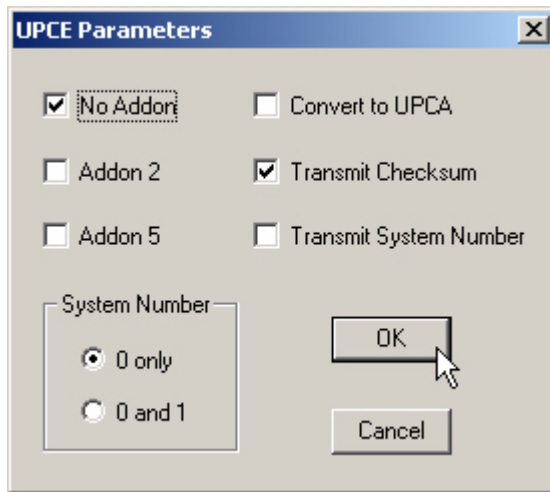 UPCE Parameters
No Addon
Convert to UPCA
Addon 2
Transmit Checksum
Addon 5
Transmit System Number
System Number
0 only
0 and 1
OK
Cancel